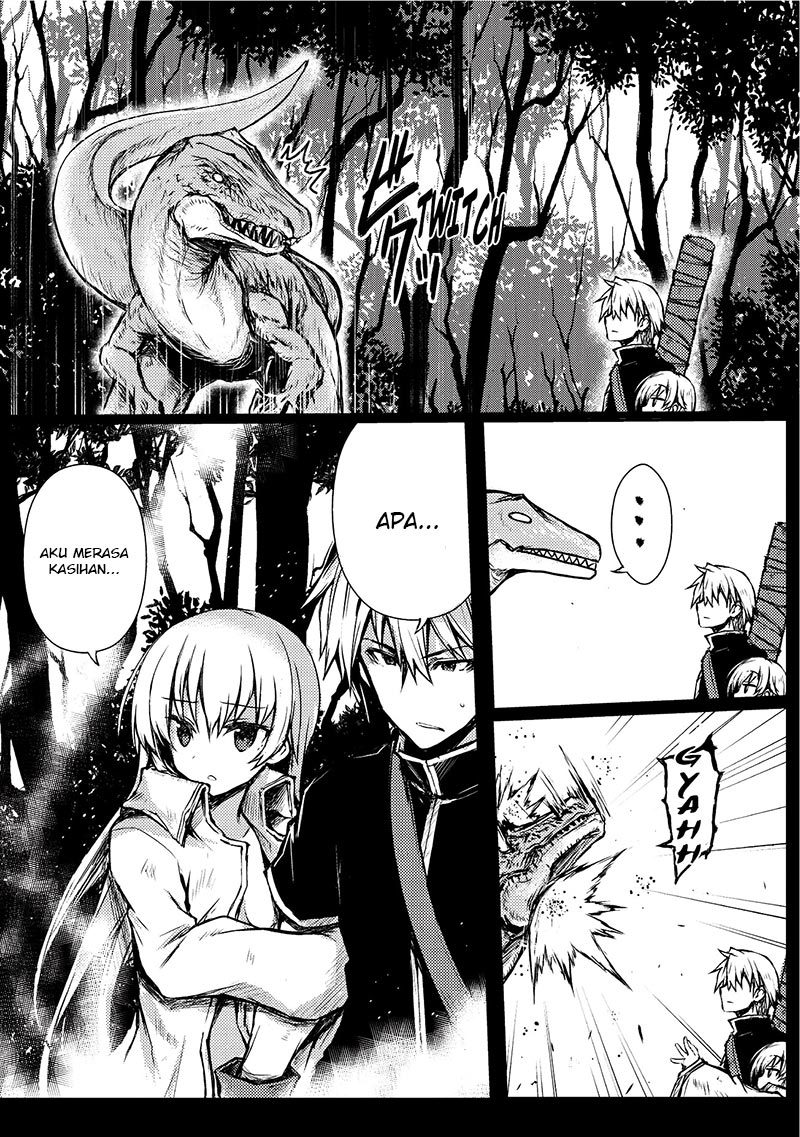 ビクッ
TWITCH
...
GYAHH
APA...
AKU MERASA
KASIHAN...